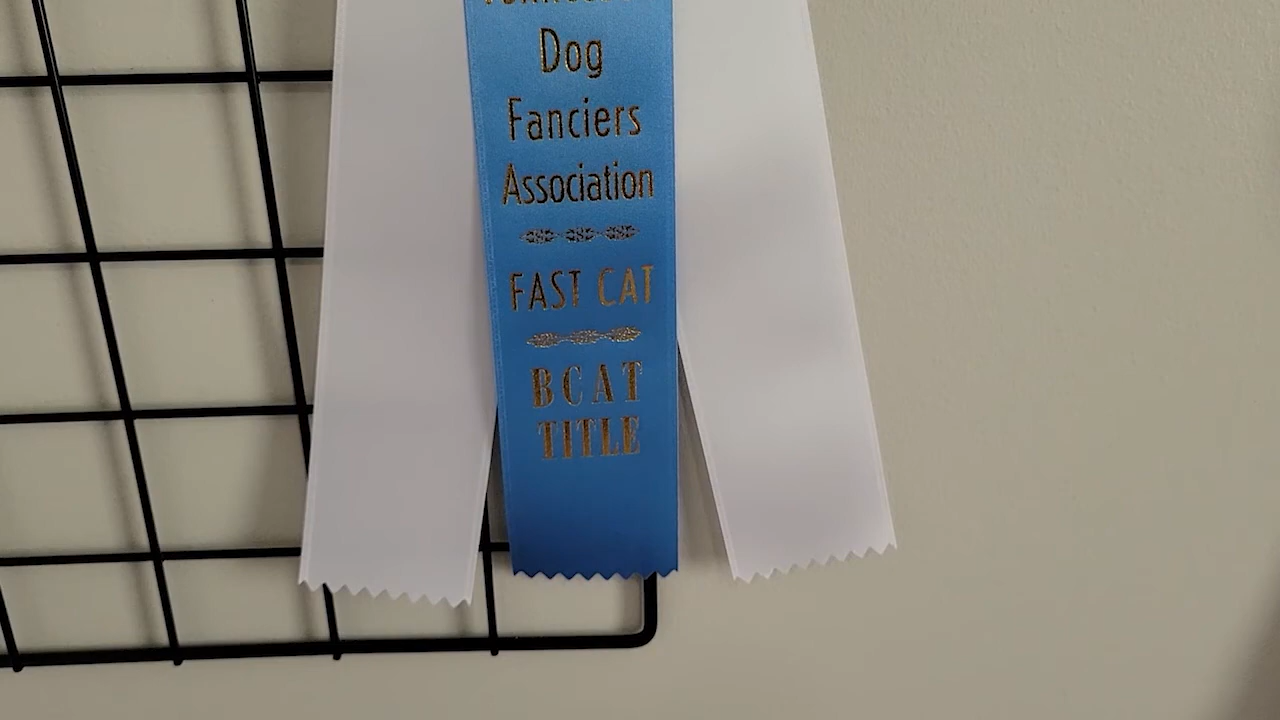 Dog
Fanciers
Association
FAST CAT
BCAT
TITLE